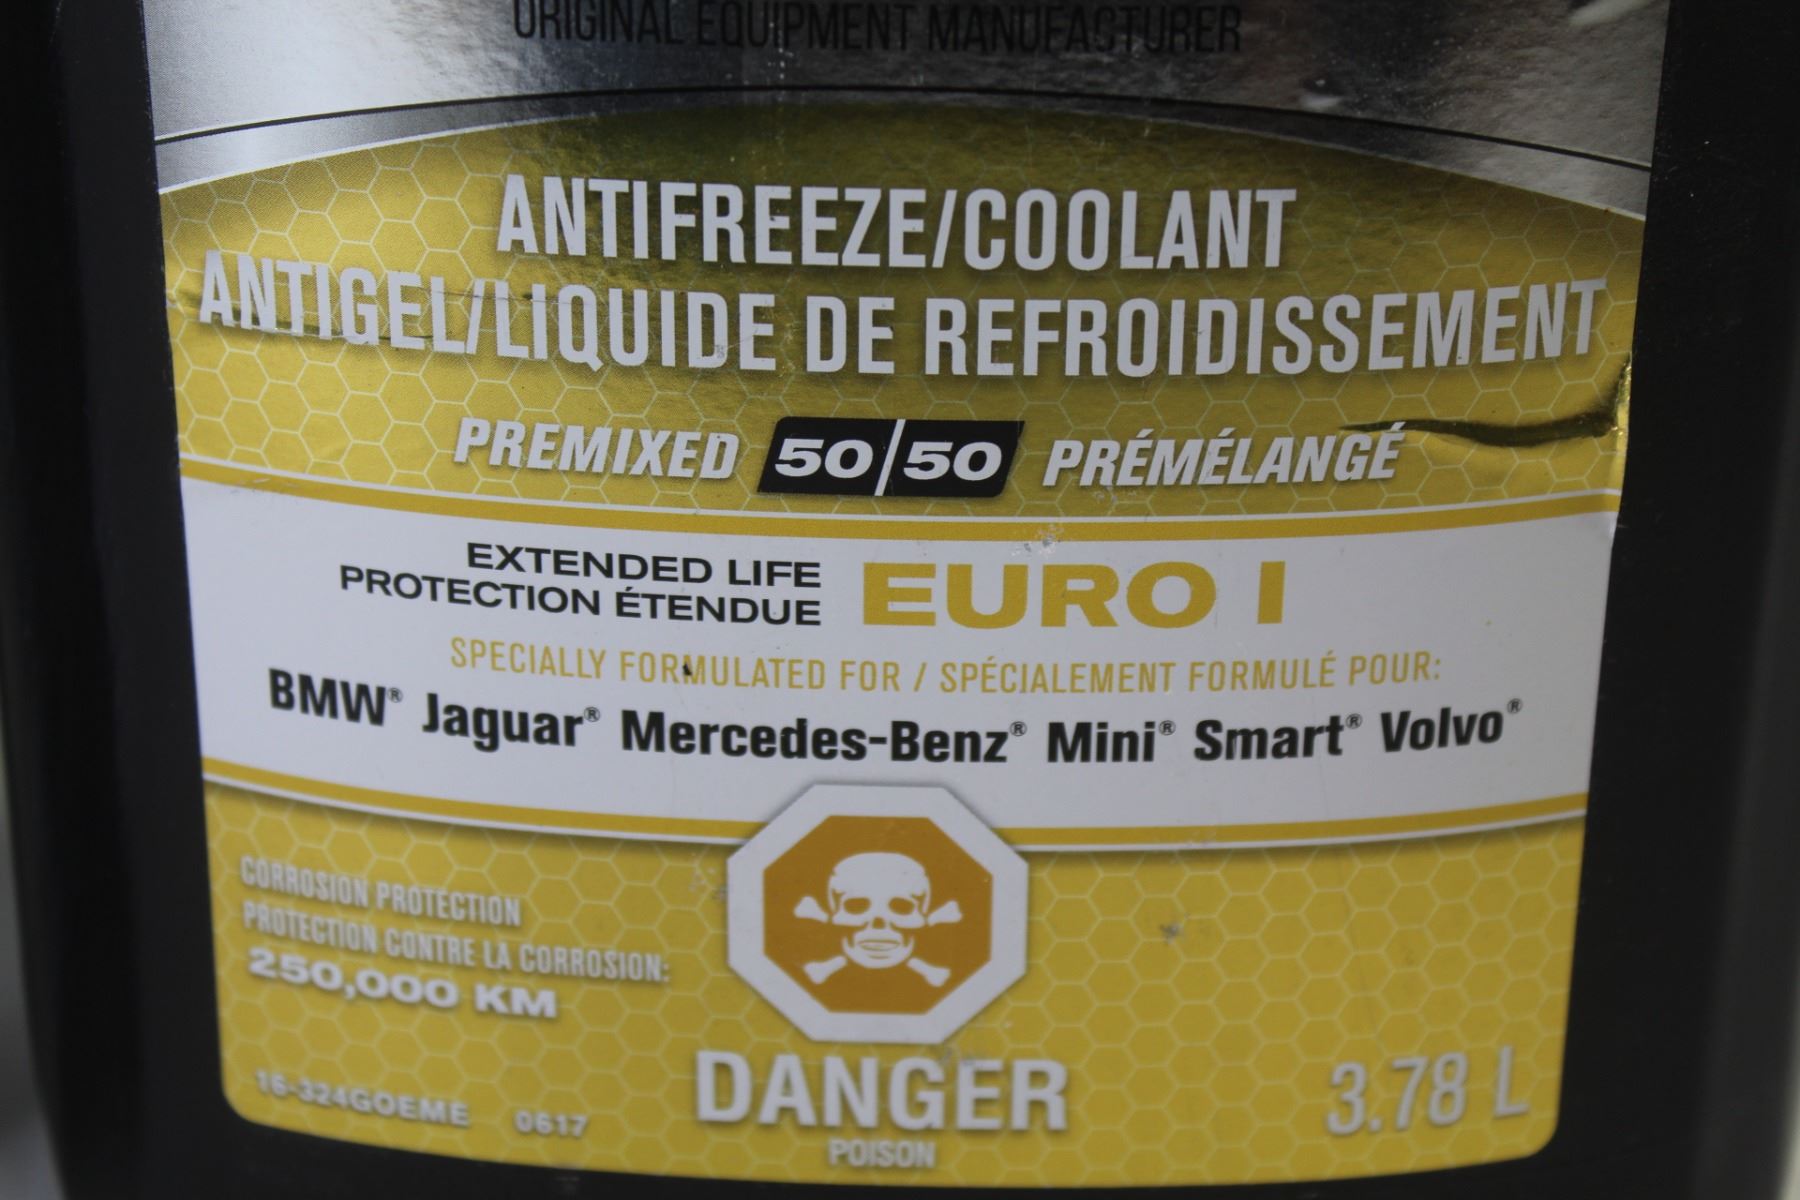 ORIGINAL EQUIPMENT MANUFACTURER
ANTIFREEZE/COOLANT
ANTIGEL/LIQUIDE DE REFROIDISSEMENT
PREMIXED 50/50 PRÉMÉLANGÉ
EXTENDED LIFE
PROTECTION ÉTENDUE
EURO I
SPECIALLY FORMULATED FOR / SPÉCIALEMENT FORMULÉ POUR:
BMW® Jaguar® Mercedes-Benz® Mini® Smart® Volvo®
CORROSION PROTECTION
PROTECTION CONTRE LA CORROSION:
250,000 KM
16-324GOEME 0617
DANGER
POISON
3.78 L